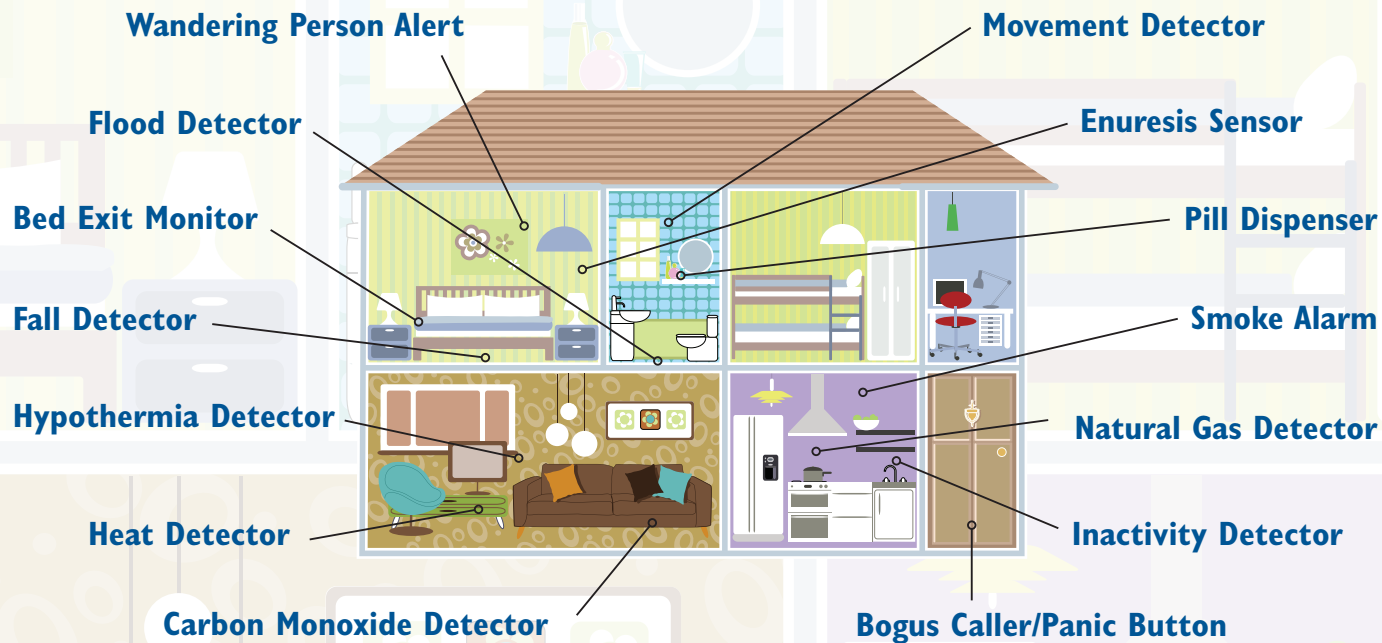 Wandering Person Alert
Movement Detector
Flood Detector
Enuresis Sensor
Bed Exit Monitor
Pill Dispenser
Fall Detector
Smoke Alarm
Hypothermia Detector
Natural Gas Detector
Heat Detector
Inactivity Detector
Carbon Monoxide Detector
Bogus Caller/Panic Button